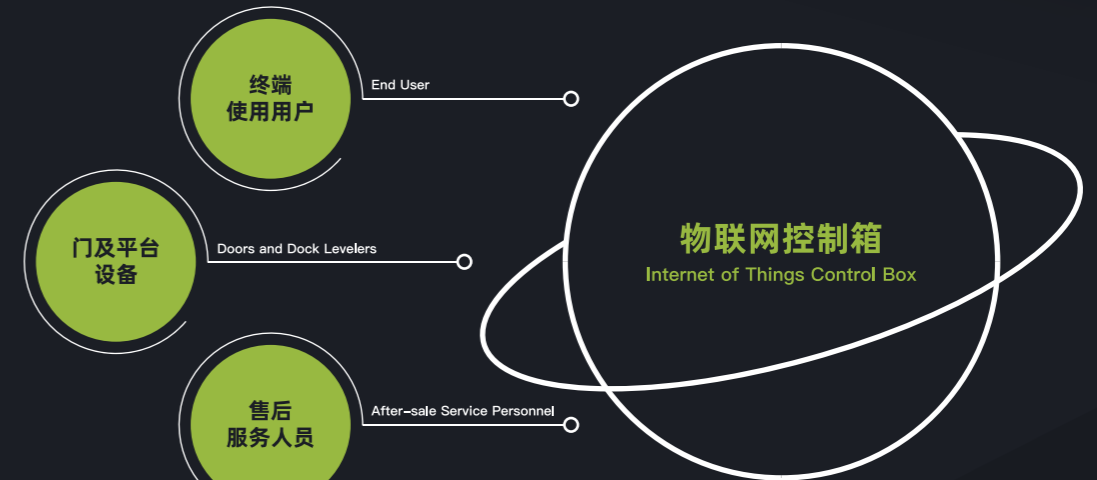 终端
使用用户
End User
门及平台
设备
Doors and Dock Levelers
售后
服务人员
After-sale Service Personnel
物联网控制箱
Internet of Things Control Box